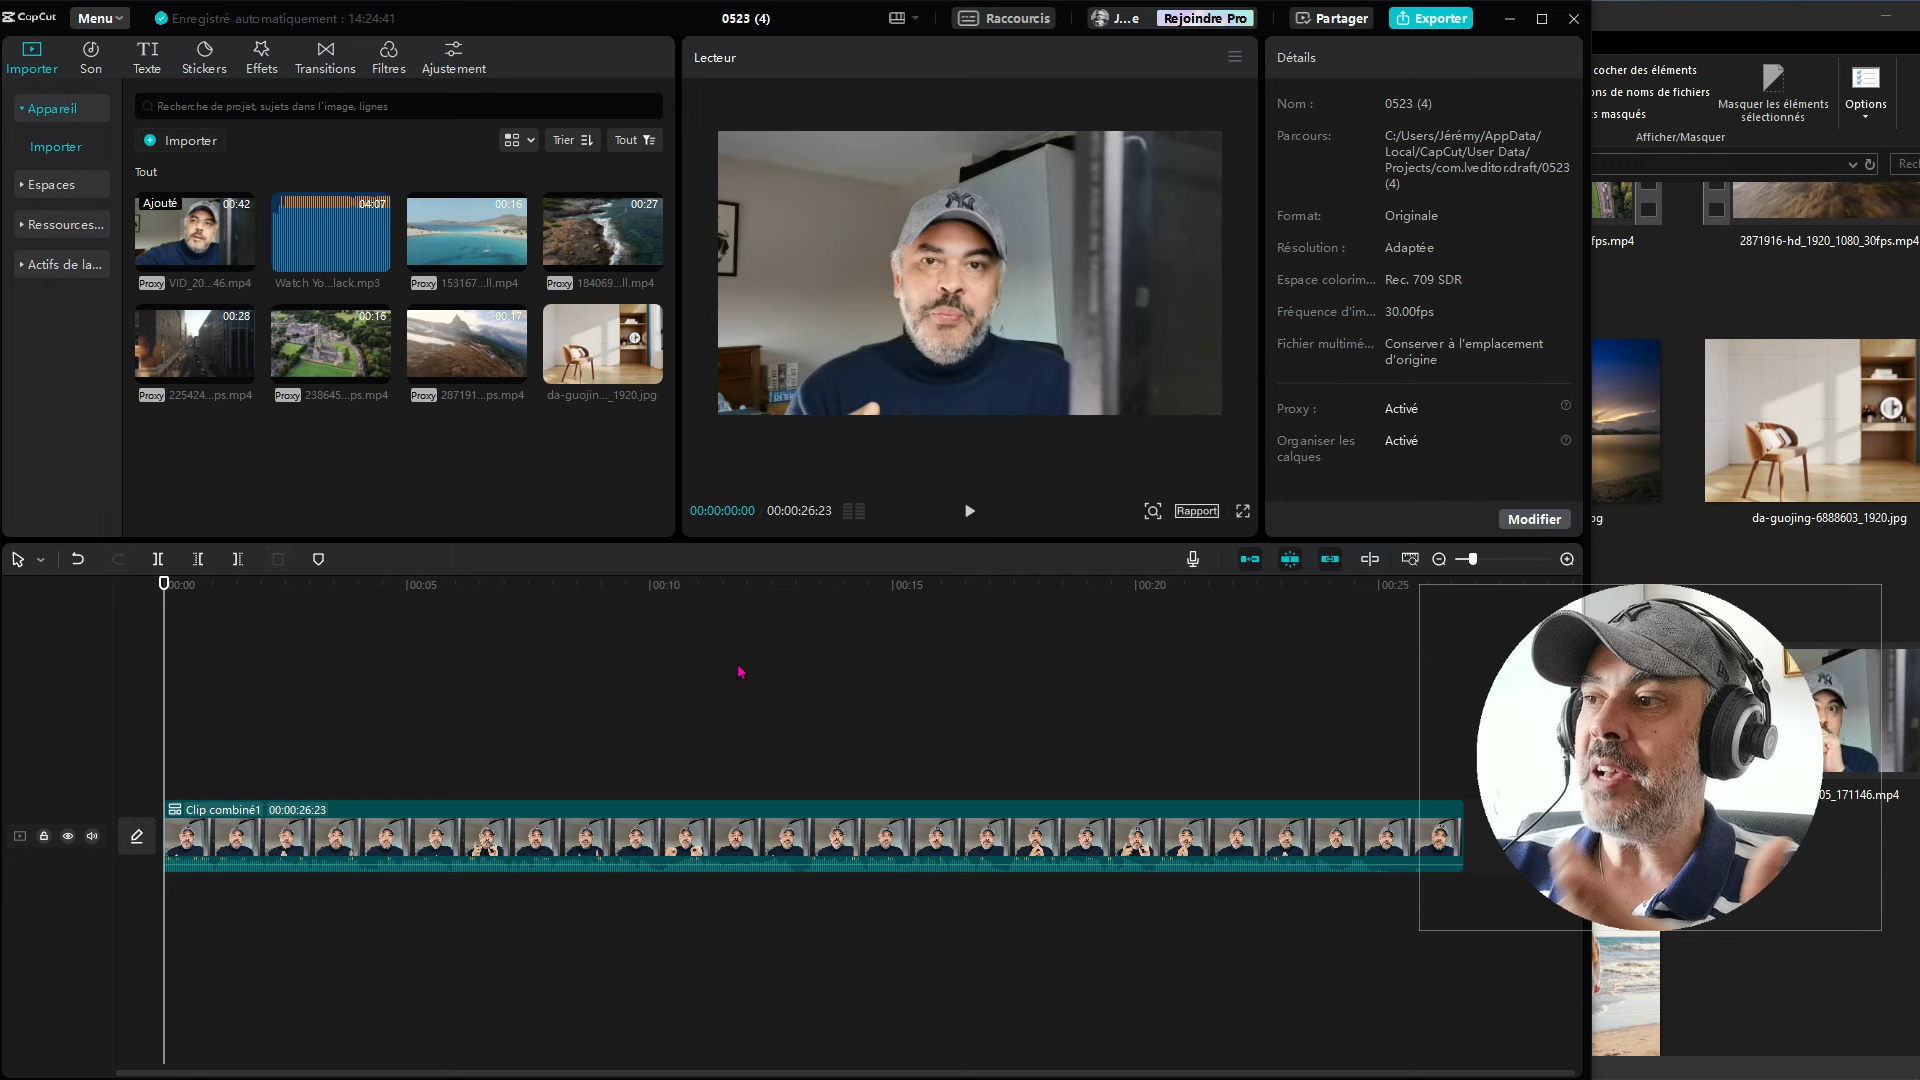 CapCut
Menu
Enregistré automatiquement : 14:24:41
0523 (4)
Raccourcis
J...e
Rejoindre Pro
Partager
Exporter
Importer
Son
Texte
Stickers
Effets
Transitions
Filtres
Ajustement
Appareil
Importer
Espaces
Ressources...
Actifs de la...
Recherche de projet, sujets dans l'image, lignes
Importer
Trier
Tout
Tout
Ajouté
00:42
04:07
00:16
00:27
Proxy VID_20...46.mp4
Watch Yo...lack.mp3
Proxy 153167...ll.mp4
Proxy 184069...ll.mp4
00:28
00:16
00:17
Proxy 225424...ps.mp4
Proxy 238645...ps.mp4
Proxy 287191...ps.mp4
da-guojin..._1920.jpg
Lecteur
00:00:00:00
00:00:26:23
Rapport
Détails
Nom :
0523 (4)
Parcours:
C:/Users/Jérémy/AppData/
Local/CapCut/User Data/
Projects/com.lveditor.draft/0523
(4)
Format:
Originale
Résolution :
Adaptée
Espace colorim...
Rec. 709 SDR
Fréquence d'im...
30.00fps
Fichier multimé...
Conserver à l'emplacement
d'origine
Proxy :
Activé
Organiser les
calques
Activé
Modifier
00:00
00:05
00:10
00:15
00:20
00:25
Clip combiné1
00:00:26:23
cocher des éléments
ons de noms de fichiers
s masqués
Masquer les éléments
sélectionnés
Options
Afficher/Masquer
Rec
fps.mp4
2871916-hd_1920_1080_30fps.mp4
pg
da-guojing-6888603_1920.jpg
05_171146.mp4